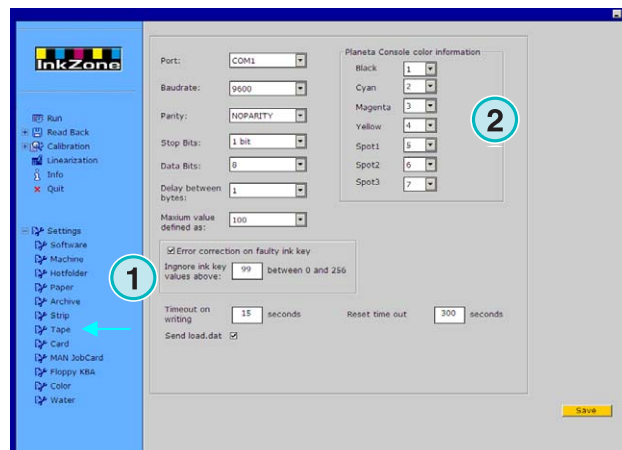 InkZone
Run
Read Back
Calibration
Linearization
Info
Quit
Settings
Software
Machine
Hotfolder
Paper
Archive
Strip
Tape
Card
MAN JobCard
Floppy KBA
Color
Water
Port: COM1
Baudrate: 9600
Parity: NOPARITY
Stop Bits: 1 bit
Data Bits: 8
Delay between
bytes: 1
Maxium value
defined as: 100
Error correction on faulty ink key
Ingnore ink key
values above: 99 between 0 and 256
1
Timeout on
writing 15 seconds
Reset time out 300 seconds
Send load.dat
Planeta Console color information
Black 1
Cyan 2
Magenta 3
Yellow 4
Spot1 5
Spot2 6
Spot3 7
2
Save